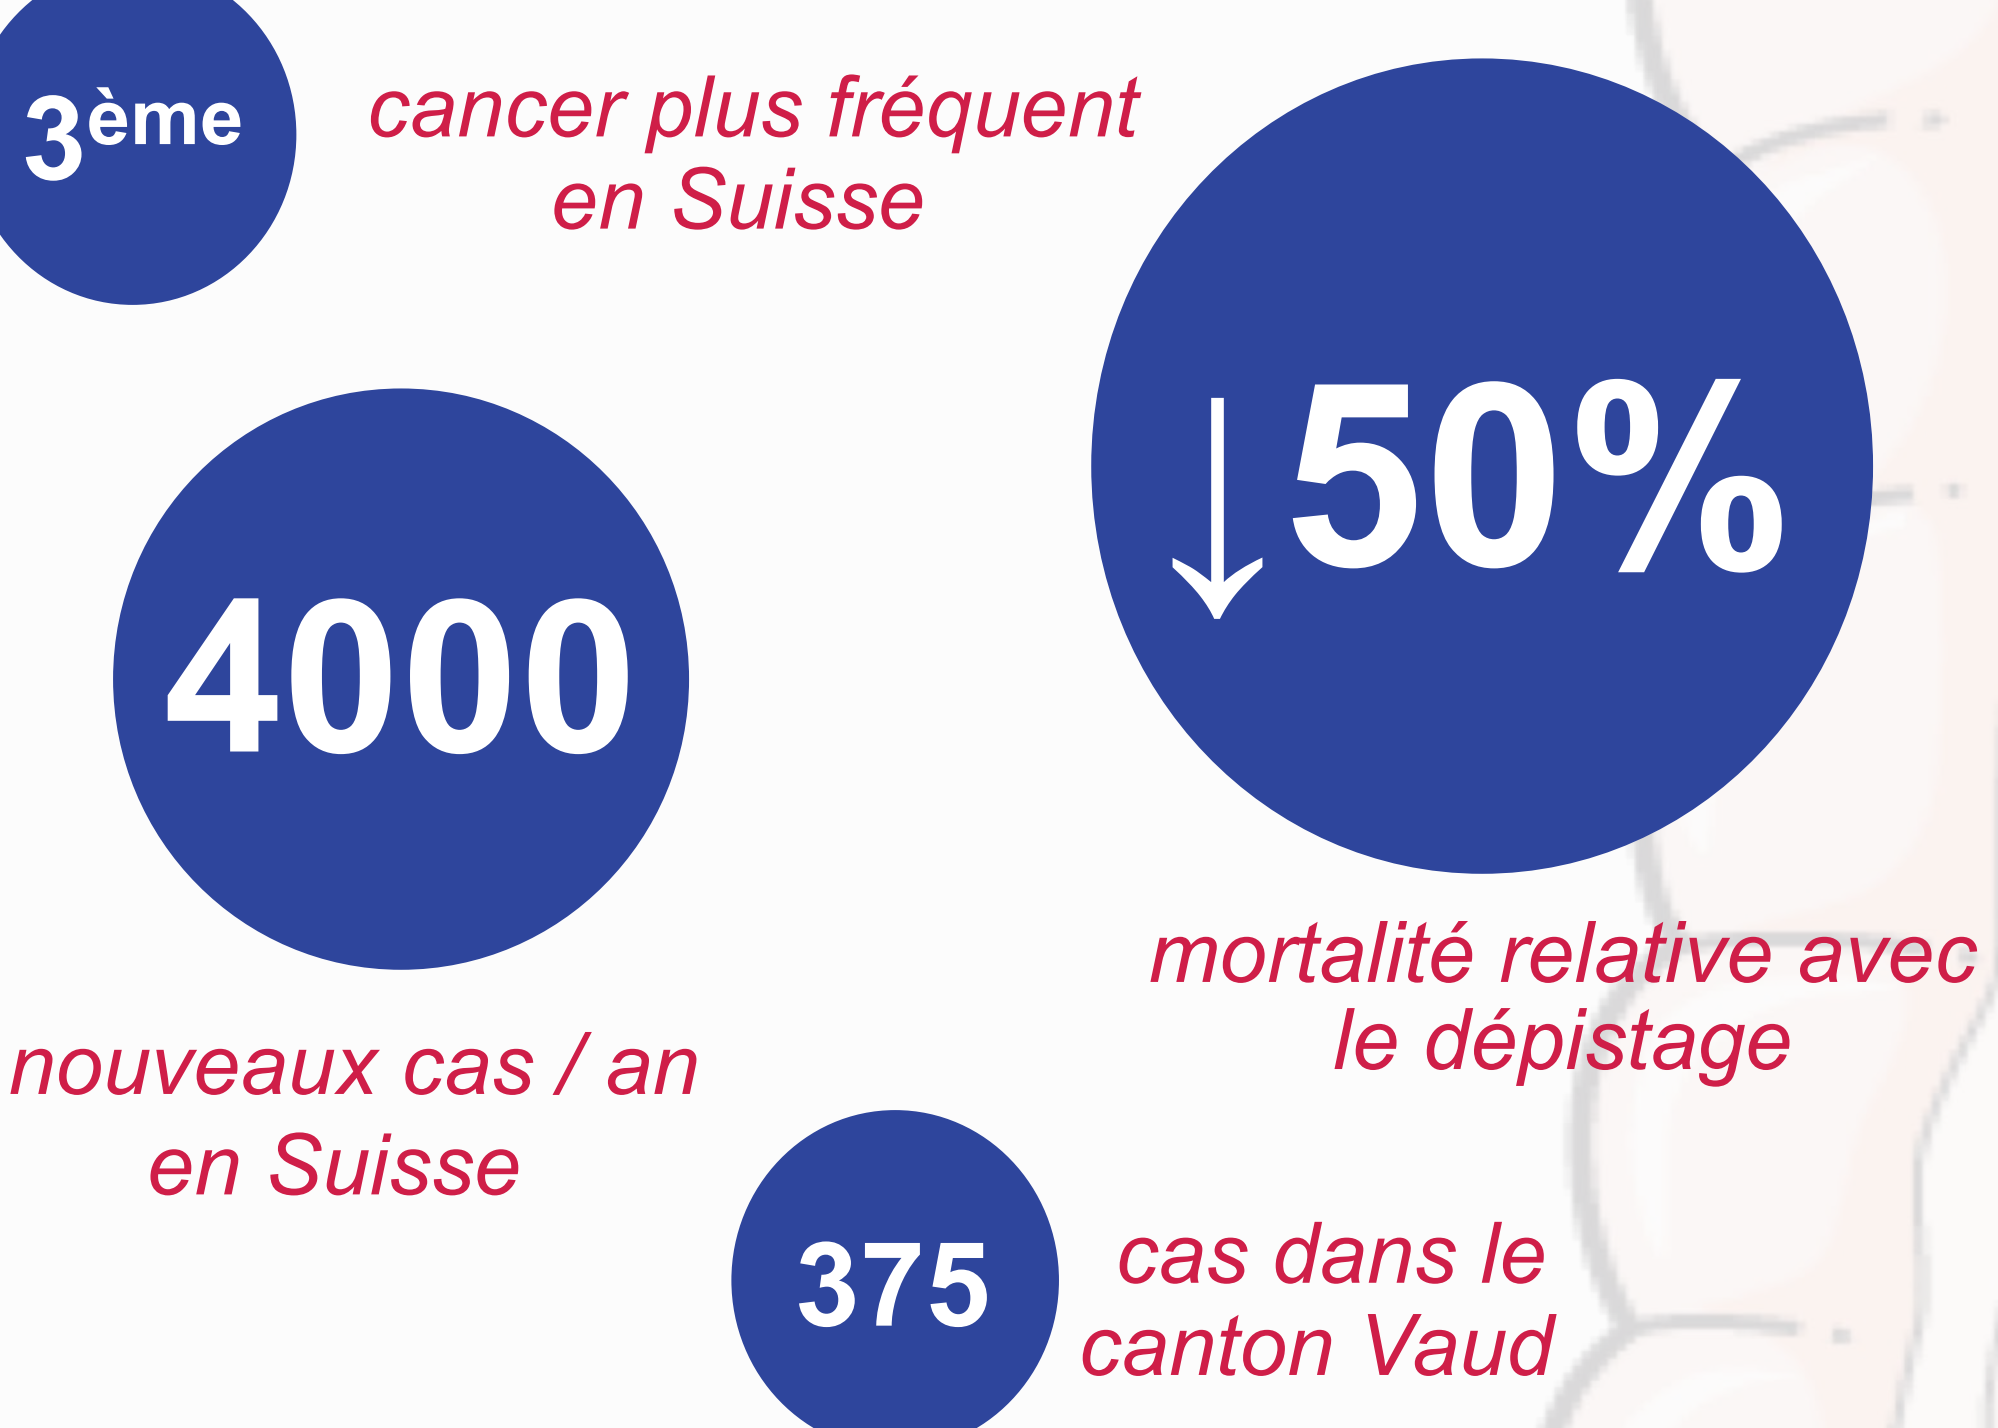 3ème
cancer plus fréquent
en Suisse
↓50%
mortalité relative avec
le dépistage
4000
nouveaux cas / an
en Suisse
375
cas dans le
canton Vaud